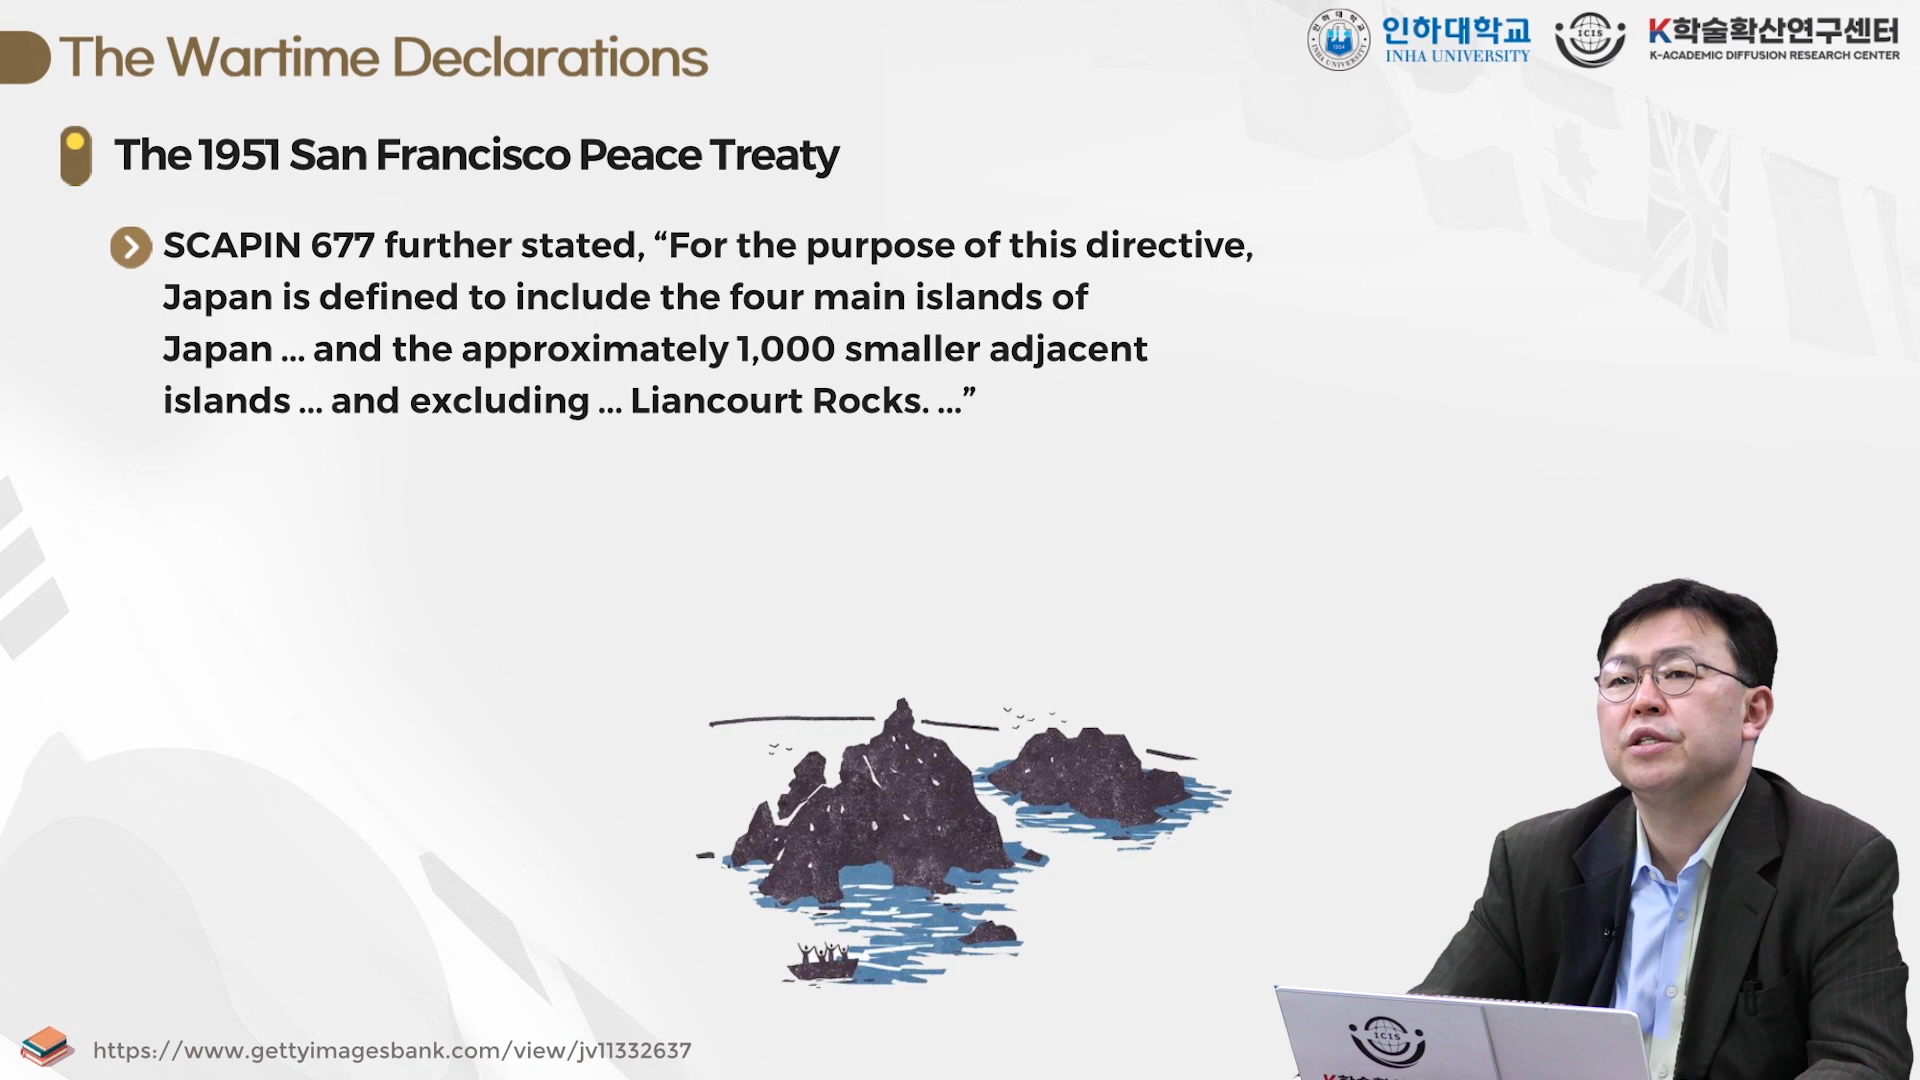 The Wartime Declarations
인하대학교
INHA UNIVERSITY
ICIS
K학술확산연구센터
K-ACADEMIC DIFFUSION RESEARCH CENTER
The 1951 San Francisco Peace Treaty
SCAPIN 677 further stated, “For the purpose of this directive,
Japan is defined to include the four main islands of
Japan ... and the approximately 1,000 smaller adjacent
islands ... and excluding ... Liancourt Rocks. ...”
ICIS
https://www.gettyimagesbank.com/view/jv11332637